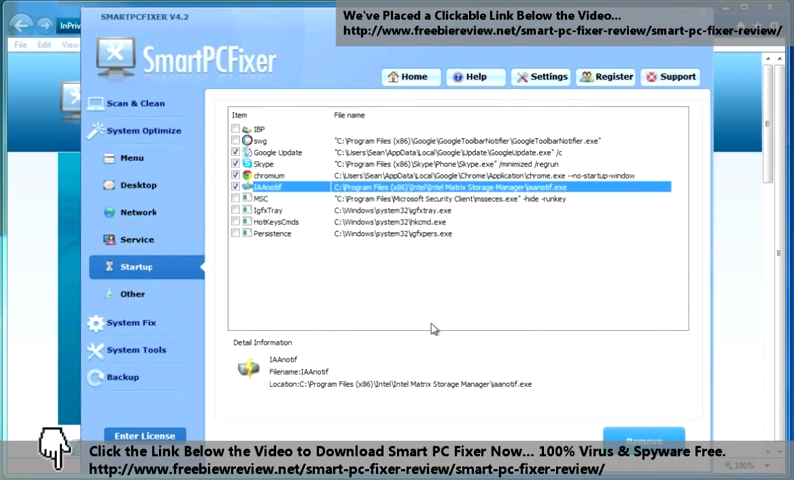 SMARTPCFIXER V4.2
We've Placed a Clickable Link Below the Video...
http://www.freebiereview.net/smart-pc-fixer-review/smart-pc-fixer-review/
InPriv
File Edit View
SmartPCFixer
Home Help Settings Register Support
Scan & Clean
System Optimize
Menu
Desktop
Network
Service
Startup
Other
System Fix
System Tools
Backup
Enter License
Item File name
IBP
swg "C:\Program Files (x86)\Google\GoogleToolbarNotifier\GoogleToolbarNotifier.exe"
Google Update "C:\Users\Sean\AppData\Local\Google\Update\GoogleUpdate.exe" /c
Skype "C:\Program Files (x86)\Skype\Phone\Skype.exe" /minimized /regrun
chromium C:\Users\Sean\AppData\Local\Google\Chrome\Application\chrome.exe --no-startup-window
IAAnotif C:\Program Files (x86)\Intel\Intel Matrix Storage Manager\iaanotif.exe
MSC "C:\Program Files\Microsoft Security Client\msseces.exe" -hide -runkey
IgfxTray C:\Windows\system32\igfxtray.exe
HotKeysCmds C:\Windows\system32\hkcmd.exe
Persistence C:\Windows\system32\igfxpers.exe
Detail Information
IAAnotif
Filename:IAAnotif
Location:C:\Program Files (x86)\Intel\Intel Matrix Storage Manager\iaanotif.exe
Remove
Click the Link Below the Video to Download Smart PC Fixer Now... 100% Virus & Spyware Free.
http://www.freebiewreview.net/smart-pc-fixer-review/smart-pc-fixer-review/
100%